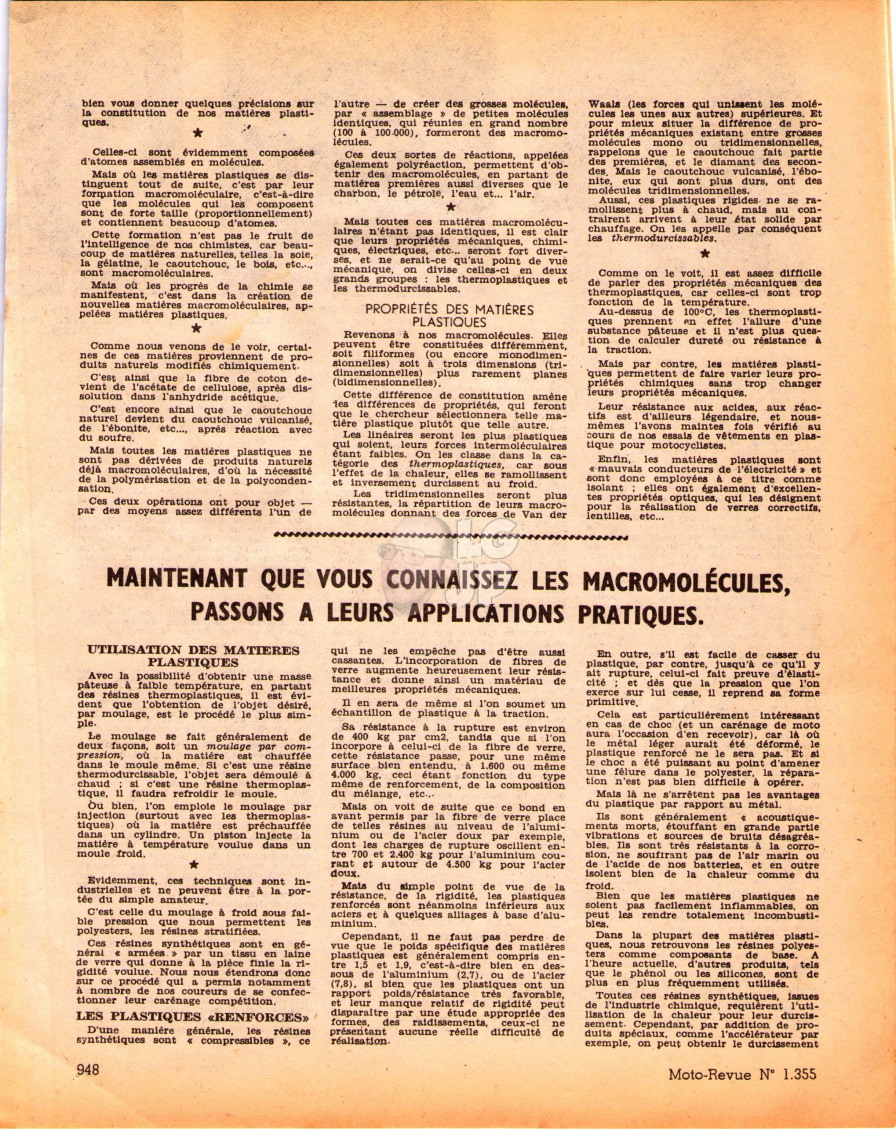 bien vous donner quelques précisions sur
la constitution de nos matières plasti-
ques.
★
Celles-ci sont évidemment composées
d'atomes assemblés en molécules.
Mais où les matières plastiques se dis-
tinguent tout de suite, c'est par leur
formation macromoléculaire, c'est-à-dire
que les molécules qui les composent
sont de forte taille (proportionnellement)
et contiennent beaucoup d'atomes.
Cette formation n'est pas le fruit de
l'intelligence de nos chimistes, car beau-
coup de matières naturelles, telles la soie,
la gélatine, le caoutchouc, le bois, etc...,
sont macromoléculaires.
Mais où les progrès de la chimie se
manifestent, c'est dans la création de
nouvelles matières macromoléculaires, ap-
pelées matières plastiques.
★
Comme nous venons de le voir, certai-
nes de ces matières proviennent de pro-
duits naturels modifiés chimiquement.
C'est ainsi que la fibre de coton de-
vient de l'acétate de cellulose, après dis-
solution dans l'anhydride acétique.
C'est encore ainsi que le caoutchouc
naturel devient du caoutchouc vulcanisé,
de l'ébonite, etc..., après réaction avec
du soufre.
Mais toutes les matières plastiques ne
sont pas dérivées de produits naturels
déjà macromoléculaires, d'où la nécessité
de la polymérisation et de la polyconden-
sation.
Ces deux opérations ont pour objet —
par des moyens assez différents l'un de
l'autre — de créer des grosses molécules,
par « assemblage » de petites molécules
identiques, qui réunies en grand nombre
(100 à 100.000), formeront des macromo-
lécules.
Ces deux sortes de réactions, appelées
également polyréaction, permettent d'ob-
tenir des macromolécules, en partant de
matières premières aussi diverses que le
charbon, le pétrole, l'eau et... l'air.
★
Mais toutes ces matières macromolécu-
laires n'étant pas identiques, il est clair
que leurs propriétés mécaniques, chimi-
ques, électriques, etc... seront fort diver-
ses, et ne serait-ce qu'au point de vue
mécanique, on divise celles-ci en deux
grands groupes : les thermoplastiques et
les thermodurcissables.
PROPRIÉTÉS DES MATIÈRES
PLASTIQUES
Revenons à nos macromolécules. Elles
peuvent être constituées différemment,
soit filiformes (ou encore monodimen-
sionnelles) soit à trois dimensions (tri-
dimensionnelles) plus rarement planes
(bidimensionnelles).
Cette différence de constitution amène
les différences de propriétés, qui feront
que le chercheur sélectionnera telle ma-
tière plastique plutôt que telle autre.
Les linéaires seront les plus plastiques
qui soient, leurs forces intermoléculaires
étant faibles. On les classe dans la ca-
tégorie des thermoplastiques, car sous
l'effet de la chaleur, elles se ramollissent
et inversement durcissent au froid.
Les tridimensionnelles seront plus
résistantes, la répartition de leurs macro-
molécules donnant des forces de Van der
Waals (les forces qui unissent les molé-
cules les unes aux autres) supérieures. Et
pour mieux situer la différence de pro-
priétés mécaniques existant entre grosses
molécules mono ou tridimensionnelles,
rappelons que le caoutchouc fait partie
des premières, et le diamant des secon-
des. Mais le caoutchouc vulcanisé, l'ébo-
nite, eux qui sont plus durs, ont des
molécules tridimensionnelles.
Aussi, ces plastiques rigides ne se ra-
mollissent plus à chaud, mais au con-
traire arrivent à leur état solide par
chauffage. On les appelle par conséquent
les thermodurcissables.
★
Comme on le voit, il est assez difficile
de parler des propriétés mécaniques des
thermoplastiques, car celles-ci sont trop
fonction de la température.
Au-dessus de 100°C, les thermoplasti-
ques prennent en effet l'allure d'une
substance pâteuse et il n'est plus ques-
tion de calculer dureté ou résistance à
la traction.
Mais par contre, les matières plasti-
ques permettent de faire varier leurs pro-
priétés chimiques sans trop changer
leurs propriétés mécaniques.
Leur résistance aux acides, aux réac-
tifs est d'ailleurs légendaire, et nous-
mêmes l'avons maintes fois vérifié au
cours de nos essais de vêtements en plas-
tique pour motocyclistes.
Enfin, les matières plastiques sont
« mauvais conducteurs de l'électricité » et
sont donc employées à ce titre comme
isolant ; elles ont également d'excellen-
tes propriétés optiques, qui les désignent
pour la réalisation de verres correctifs,
lentilles, etc...
MAINTENANT QUE VOUS CONNAISSEZ LES MACROMOLÉCULES,
PASSONS A LEURS APPLICATIONS PRATIQUES.
UTILISATION DES MATIERES
PLASTIQUES
Avec la possibilité d'obtenir une masse
pâteuse à faible température, en partant
des résines thermoplastiques, il est évi-
dent que l'obtention de l'objet désiré,
par moulage, est le procédé le plus sim-
ple.
Le moulage se fait généralement de
deux façons, soit un moulage par com-
pression, où la matière est chauffée
dans le moule même. Si c'est une résine
thermodurcissable, l'objet sera démoulé à
chaud ; si c'est une résine thermoplas-
tique, il faudra refroidir le moule.
Ou bien, l'on emploie le moulage par
injection (surtout avec les thermoplas-
tiques) où la matière est préchauffée
dans un cylindre. Un piston injecte la
matière à température voulue dans un
moule froid.
★
Evidemment, ces techniques sont in-
dustrielles et ne peuvent être à la por-
tée du simple amateur.
C'est celle du moulage à froid sous fai-
ble pression que nous permettent les
polyesters, les résines stratifiées.
Ces résines synthétiques sont en gé-
néral « armées » par un tissu en laine
de verre qui donne à la pièce finie la ri-
gidité voulue. Nous nous étendrons donc
sur ce procédé qui a permis notamment
à nombre de nos coureurs de se confec-
tionner leur carénage compétition.
LES PLASTIQUES «RENFORCES»
D'une manière générale, les résines
synthétiques sont « compressibles », ce
qui ne les empêche pas d'être aussi
cassantes. L'incorporation de fibres de
verre augmente heureusement leur résis-
tance et donne ainsi un matériau de
meilleures propriétés mécaniques.
Il en sera de même si l'on soumet un
échantillon de plastique à la traction.
Sa résistance à la rupture est environ
de 400 kg par cm2, tandis que si l'on
incorpore à celui-ci de la fibre de verre,
cette résistance passe, pour une même
surface bien entendu, à 1.600 ou même
4.000 kg, ceci étant fonction du type
même de renforcement, de la composition
du mélange, etc...
Mais on voit de suite que ce bond en
avant permis par la fibre de verre place
de telles résines au niveau de l'alumi-
nium ou de l'acier doux par exemple,
dont les charges de rupture oscillent en-
tre 700 et 2.400 kg pour l'aluminium cou-
rant et autour de 4.500 kg pour l'acier
doux.
Mais du simple point de vue de la
résistance, de la rigidité, les plastiques
renforcés sont néanmoins inférieurs aux
aciers et à quelques alliages à base d'alu-
minium.
Cependant, il ne faut pas perdre de
vue que le poids spécifique des matières
plastiques est généralement compris en-
tre 1,5 et 1,9, c'est-à-dire bien en des-
sous de l'aluminium (2,7), ou de l'acier
(7,8), si bien que les plastiques ont un
rapport poids/résistance très favorable,
et leur manque relatif de rigidité peut
disparaître par une étude appropriée des
formes, des raidissements, ceux-ci ne
présentant aucune réelle difficulté de
réalisation.
En outre, s'il est facile de casser du
plastique, par contre, jusqu'à ce qu'il y
ait rupture, celui-ci fait preuve d'élasti-
cité ; et dès que la pression que l'on
exerce sur lui cesse, il reprend sa forme
primitive.
Cela est particulièrement intéressant
en cas de choc (et un carénage de moto
aura l'occasion d'en recevoir), car là où
le métal léger aurait été déformé, le
plastique renforcé ne le sera pas. Et si
le choc a été puissant au point d'amener
une fêlure dans le polyester, la répara-
tion n'est pas bien difficile à opérer.
Mais là ne s'arrêtent pas les avantages
du plastique par rapport au métal.
Ils sont généralement « acoustique-
ments morts, étouffant en grande partie
vibrations et sources de bruits désagréa-
bles. Ils sont très résistants à la corro-
sion, ne soufirant pas de l'air marin ou
de l'acide de nos batteries, et en outre
isolent bien de la chaleur comme du
froid.
Bien que les matières plastiques ne
soient pas facilement inflammables, on
peut les rendre totalement incombusti-
bles.
Dans la plupart des matières plasti-
ques, nous retrouvons les résines polyes-
ters comme composants de base. A
l'heure actuelle, d'autres produits, tels
que le phénol ou les silicones, sont de
plus en plus fréquemment utilisés.
Toutes ces résines synthétiques, issues
de l'industrie chimique, requièrent l'uti-
lisation de la chaleur pour leur durcis-
sement. Cependant, par addition de pro-
duits spéciaux, comme l'accélérateur par
exemple, on peut obtenir le durcissement
948
Moto-Revue N° 1.355